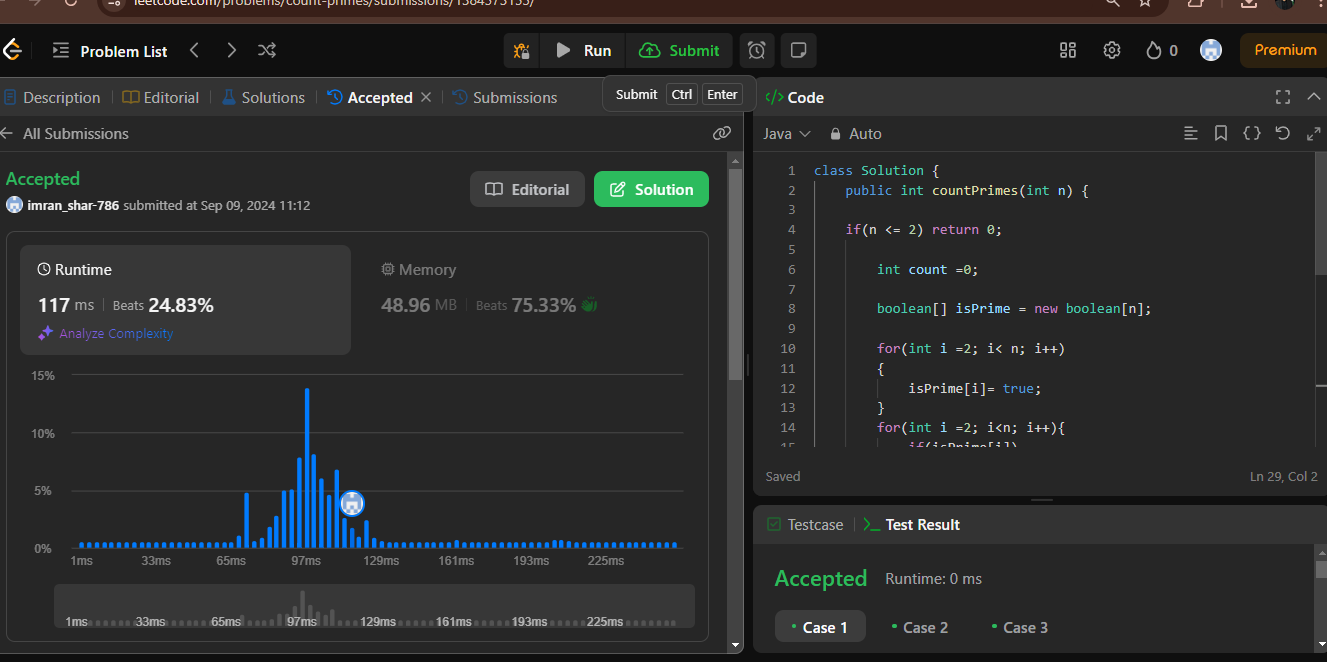 leetcode.com/problems/count-primes/submissions/1384573155/
Problem List
Run
Submit
0
Premium
Description
Editorial
Solutions
Accepted
Submissions
Submit Ctrl Enter
</> Code
All Submissions
Java
Auto
Accepted
imran_shar-786 submitted at Sep 09, 2024 11:12
Editorial
Solution
Runtime
117 ms Beats 24.83%
Analyze Complexity
Memory
48.96 MB Beats 75.33%
15%
10%
5%
0%
1ms 33ms 65ms 97ms 129ms 161ms 193ms 225ms
1ms 33ms 65ms 97ms 129ms 161ms 193ms 225ms
1 class Solution {
2 public int countPrimes(int n) {
3
4 if(n <= 2) return 0;
5
6 int count =0;
7
8 boolean[] isPrime = new boolean[n];
9
10 for(int i =2; i< n; i++)
11 {
12 isPrime[i]= true;
13 }
14 for(int i =2; i<n; i++){
15 if(isPrime[i])
Saved
Ln 29, Col 2
Testcase
>_ Test Result
Accepted Runtime: 0 ms
Case 1
Case 2
Case 3